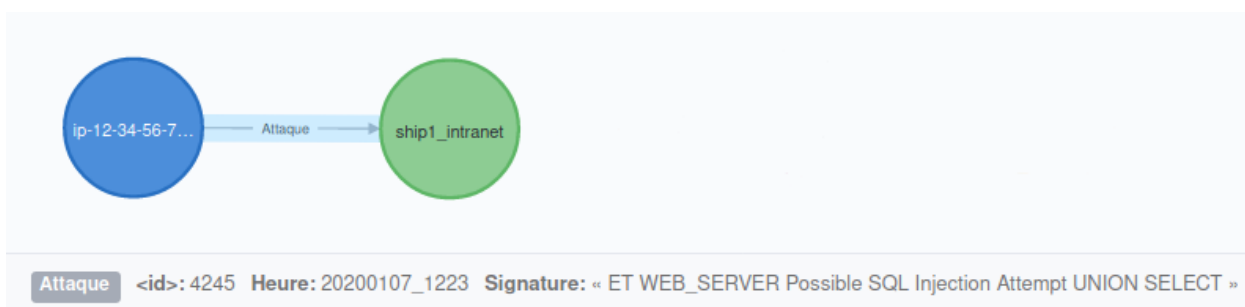 ip-12-34-56-7... Attaque ship1_intranet
Attaque <id>: 4245 Heure: 20200107_1223 Signature: « ET WEB_SERVER Possible SQL Injection Attempt UNION SELECT »